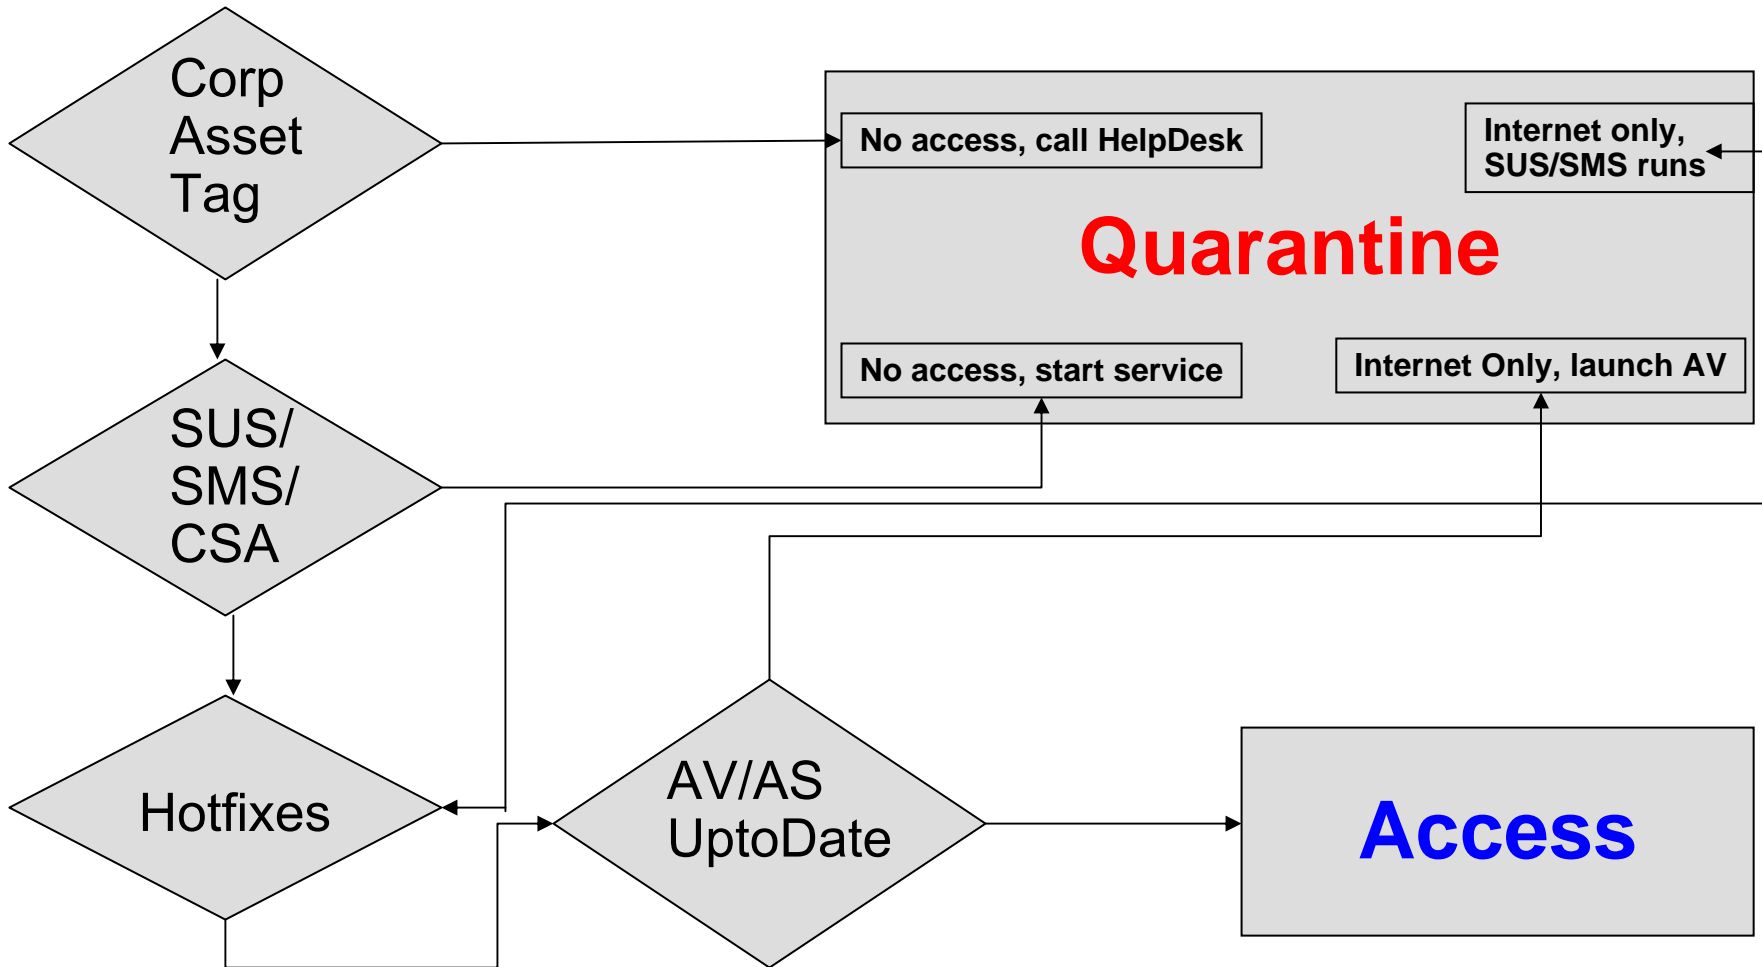 Corp
Asset
Tag
No access, call HelpDesk
Internet only,
SUS/SMS runs
Quarantine
No access, start service
Internet Only, launch AV
SUS/
SMS/
CSA
Hotfixes
AV/AS
UptoDate
Access